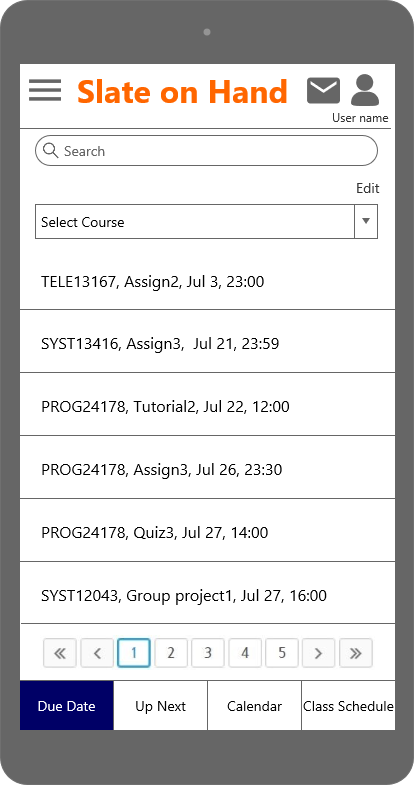 Slate on Hand
User name
Search
Edit
Select Course
TELE13167, Assign2, Jul 3, 23:00
SYST13416, Assign3,  Jul 21, 23:59
PROG24178, Tutorial2, Jul 22, 12:00
PROG24178, Assign3, Jul 26, 23:30
PROG24178, Quiz3, Jul 27, 14:00
SYST12043, Group project1, Jul 27, 16:00
« ‹ 1 2 3 4 5 › »
Due Date Up Next Calendar Class Schedule